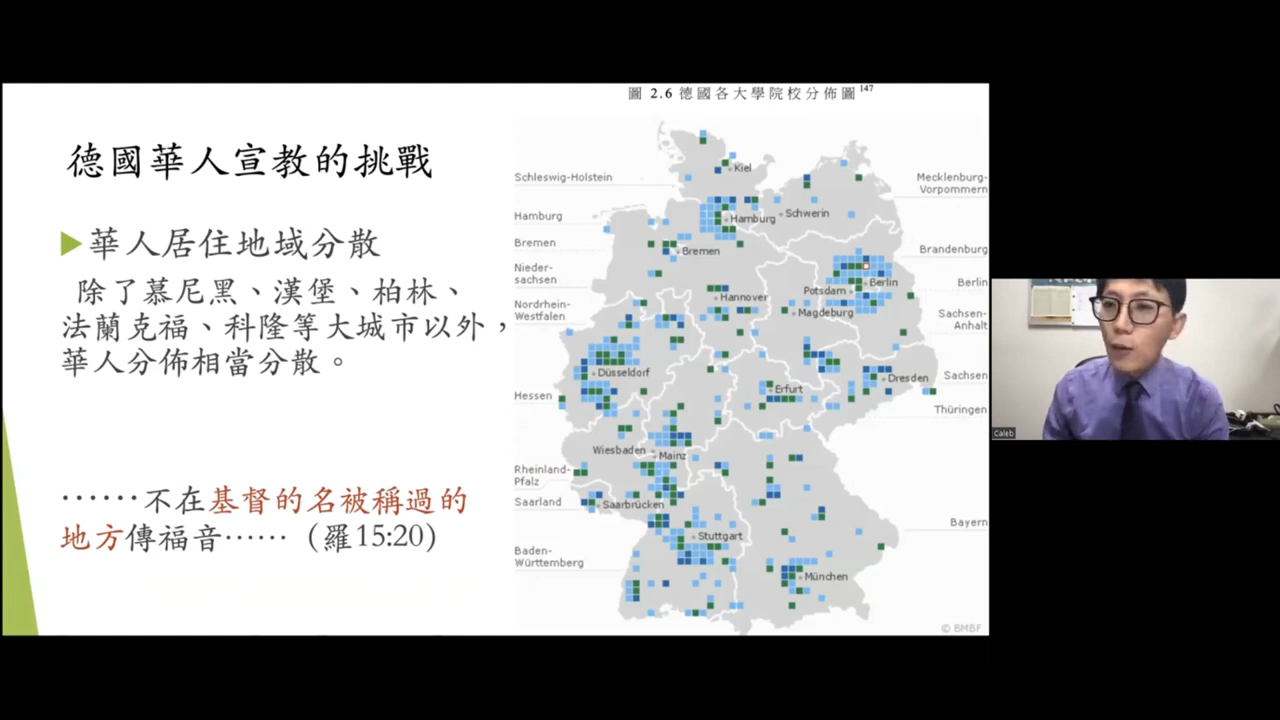 圖 2.6 德國各大學院校分佈圖147
德國華人宣教的挑戰
華人居住地域分散
除了慕尼黑、漢堡、柏林、
法蘭克福、科隆等大城市以外，
華人分佈相當分散。
⋯⋯不在基督的名被稱過的
地方傳福音⋯⋯（羅15:20）
Schleswig-Holstein
Hamburg
Bremen
Nieder-
sachsen
Nordrhein-
Westfalen
Hessen
Rheinland-
Pfalz
Saarland
Baden-
Württemberg
Kiel
Hamburg
Schwerin
Bremen
Hannover
Potsdam
Berlin
Magdeburg
Düsseldorf
Erfurt
Dresden
Wiesbaden
Mainz
Saarbrücken
Stuttgart
München
Mecklenburg-
Vorpommern
Brandenburg
Berlin
Sachsen-
Anhalt
Sachsen
Thüringen
Bayern
© BMBF
Caleb